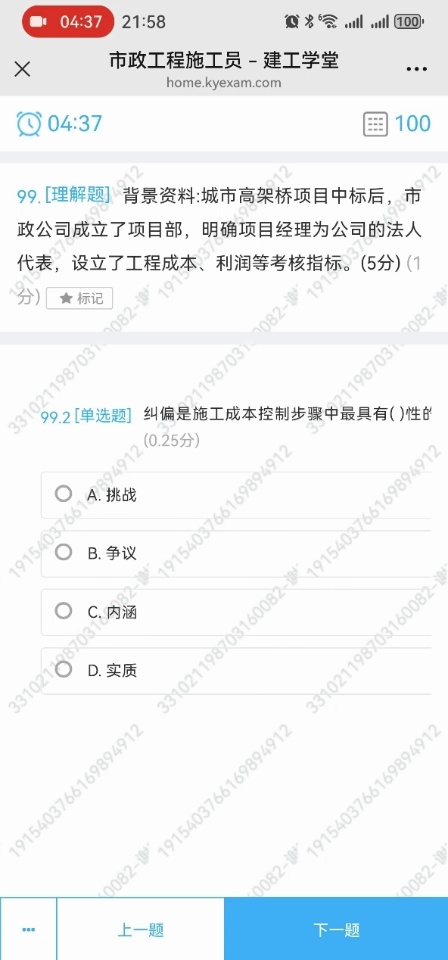 04:37 21:58 6 100
市政工程施工员 – 建工学堂
home.kyexam.com
04:37 100
99. [理解题] 背景资料:城市高架桥项目中标后，市
政公司成立了项目部，明确项目经理为公司的法人
代表，设立了工程成本、利润等考核指标。(5分) (1
分) 标记
99.2 [单选题] 纠偏是施工成本控制步骤中最具有( )性的
(0.25分)
A. 挑战
B. 争议
C. 内涵
D. 实质
上一题 下一题
331021198703160082
1915403766169894912